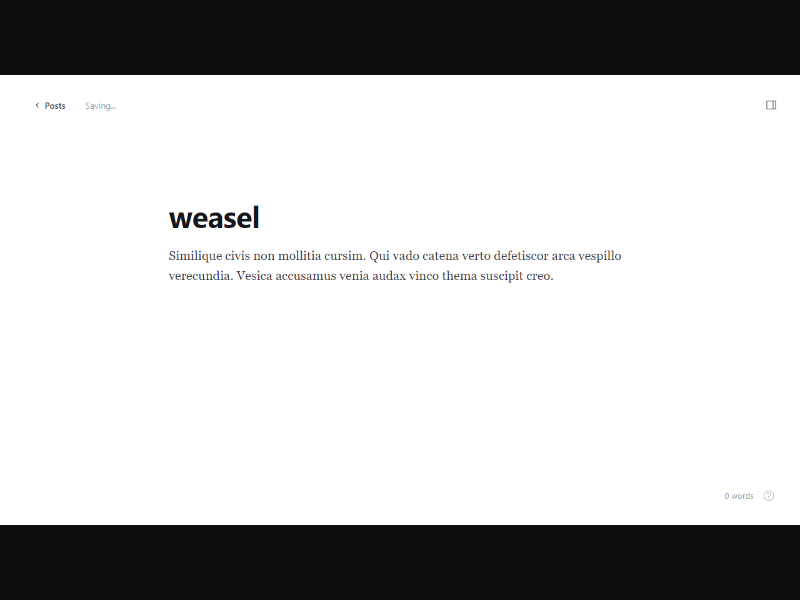 Posts Saving...
weasel
Similique civis non mollitia cursim. Qui vado catena verto defetiscor arca vespillo
verecundia. Vesica accusamus venia audax vinco thema suscipit creo.
0 words ?